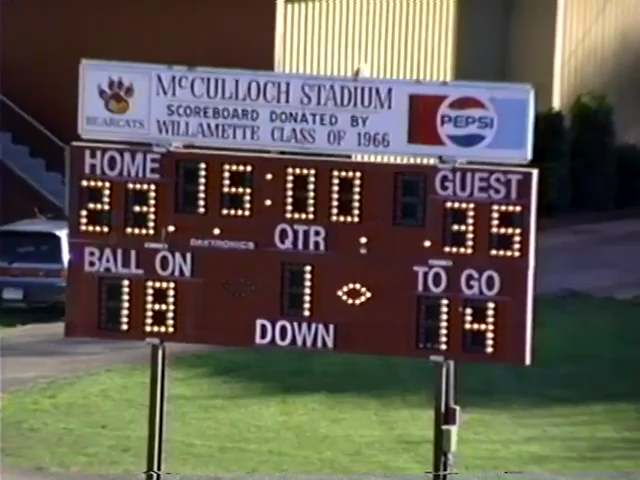 McCULLOCH STADIUM
SCOREBOARD DONATED BY
WILLAMETTE CLASS OF 1966
BEARCATS
PEPSI
HOME 15:00 GUEST
23 35
DAKTRONICS
QTR
BALL ON TO GO
18 1 14
DOWN